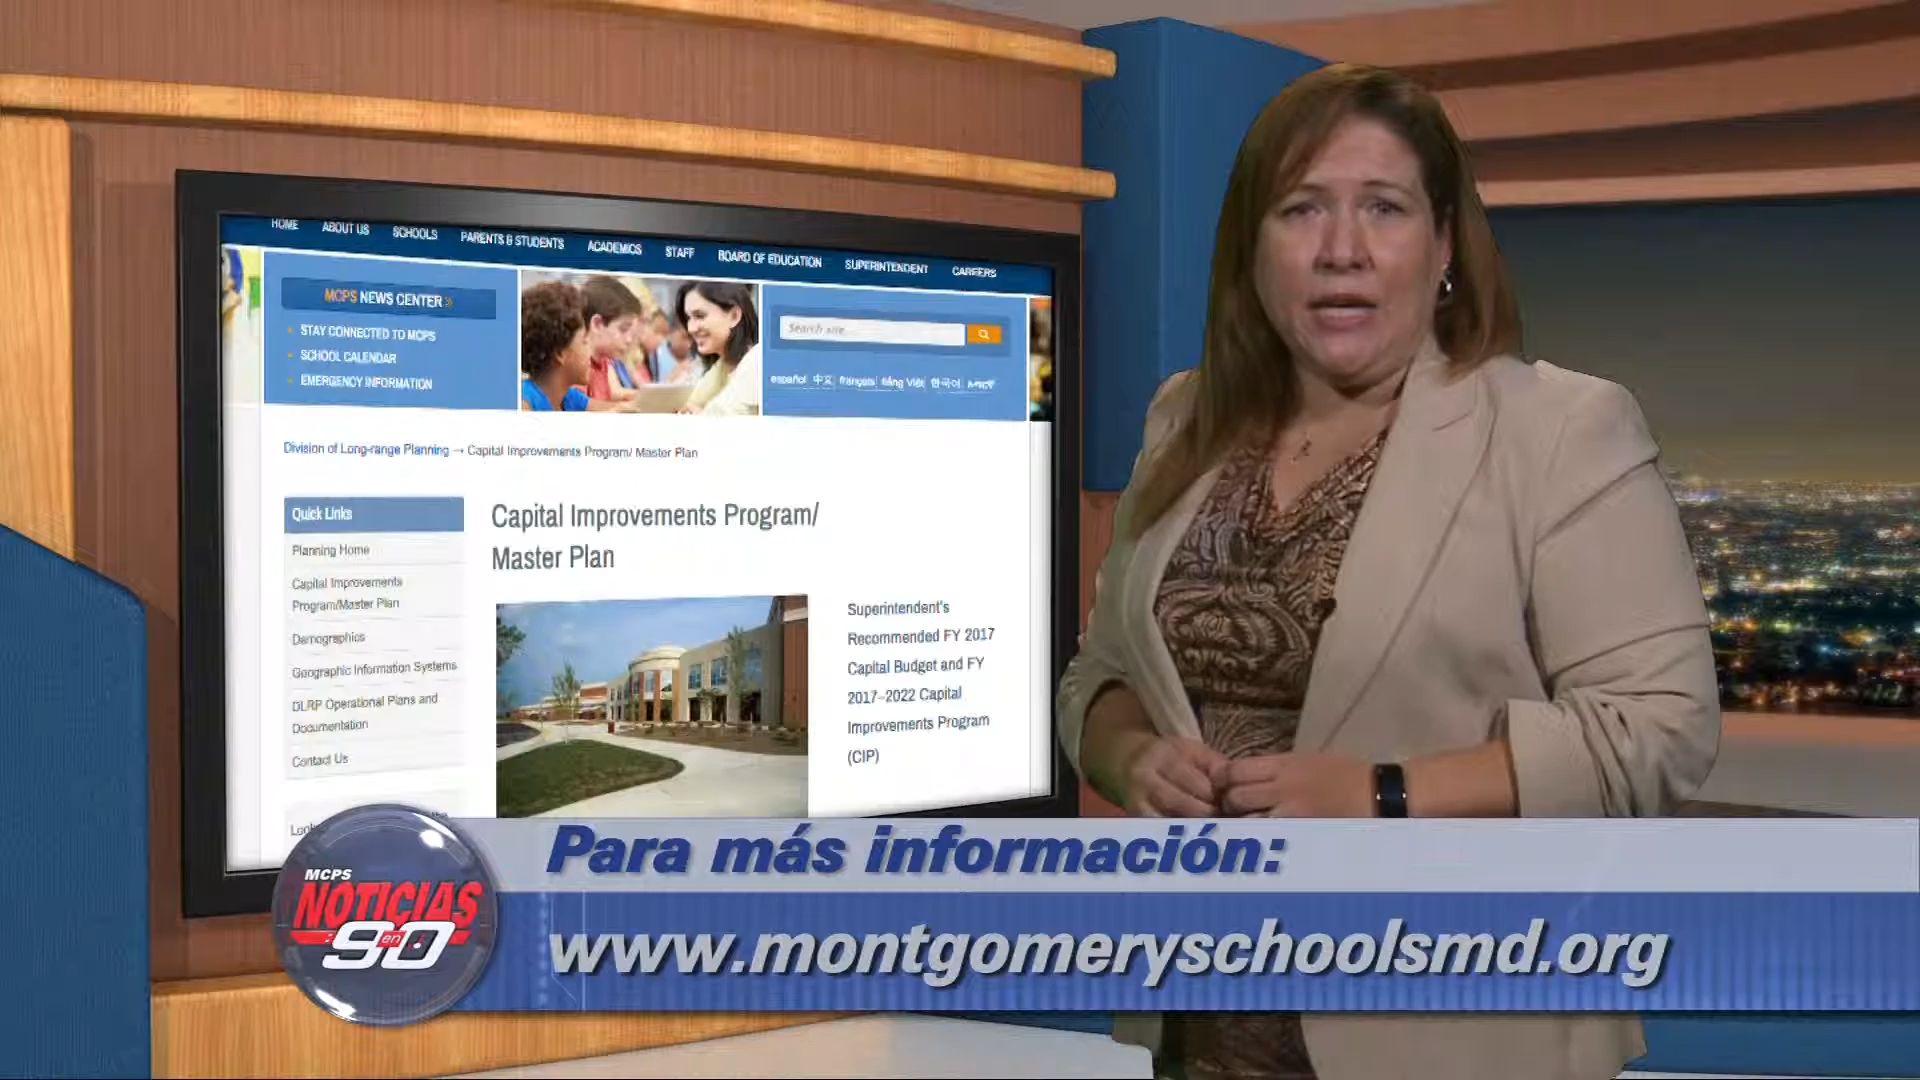 HOME ABOUT US SCHOOLS PARENTS & STUDENTS ACADEMICS STAFF BOARD OF EDUCATION SUPERINTENDENT CAREERS
MCPS NEWS CENTER »
STAY CONNECTED TO MCPS
SCHOOL CALENDAR
EMERGENCY INFORMATION
Search site...
español 中文 français tiếng Việt 한국어 አማርኛ
Division of Long-range Planning → Capital Improvements Program/ Master Plan
Quick Links
Planning Home
Capital Improvements
Program/Master Plan
Demographics
Geographic Information Systems
DLRP Operational Plans and
Documentation
Contact Us
Capital Improvements Program/
Master Plan
Superintendent's
Recommended FY 2017
Capital Budget and FY
2017–2022 Capital
Improvements Program
(CIP)
MCPS
NOTICIAS
en
:90
Para más información:
www.montgomeryschoolsmd.org